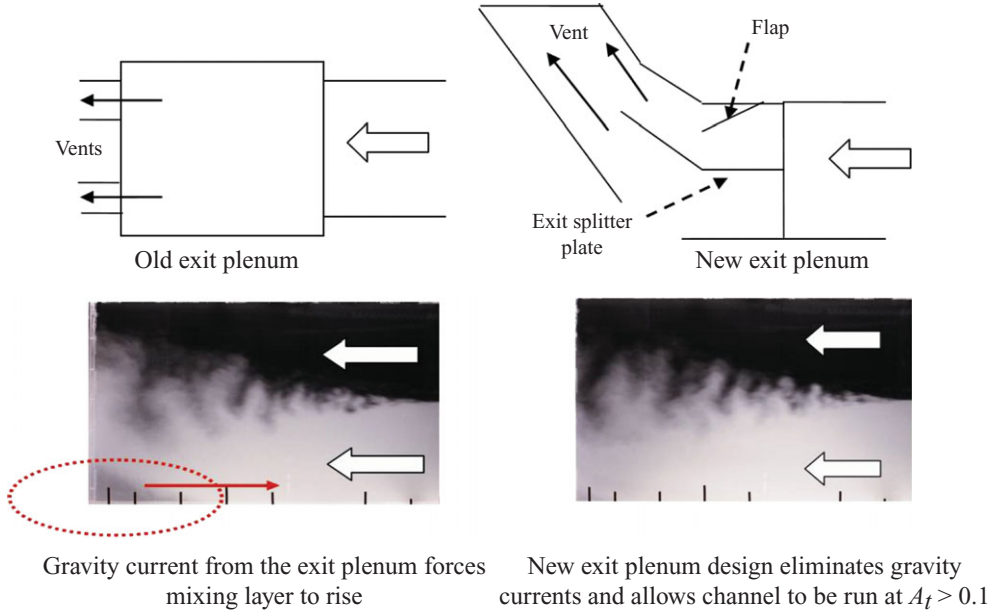 Vents
Old exit plenum
Vent
Flap
Exit splitter
plate
New exit plenum
Gravity current from the exit plenum forces
mixing layer to rise
New exit plenum design eliminates gravity
currents and allows channel to be run at Aₜ > 0.1